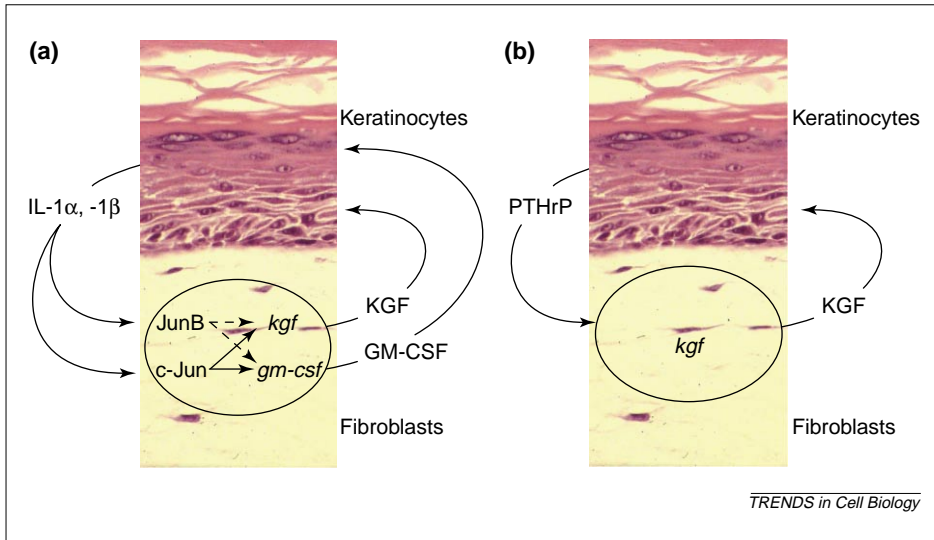 (a)
Keratinocytes
IL-1α, -1β
KGF
JunB
kgf
GM-CSF
c-Jun
gm-csf
Fibroblasts
(b)
Keratinocytes
PTHrP
KGF
kgf
Fibroblasts
TRENDS in Cell Biology